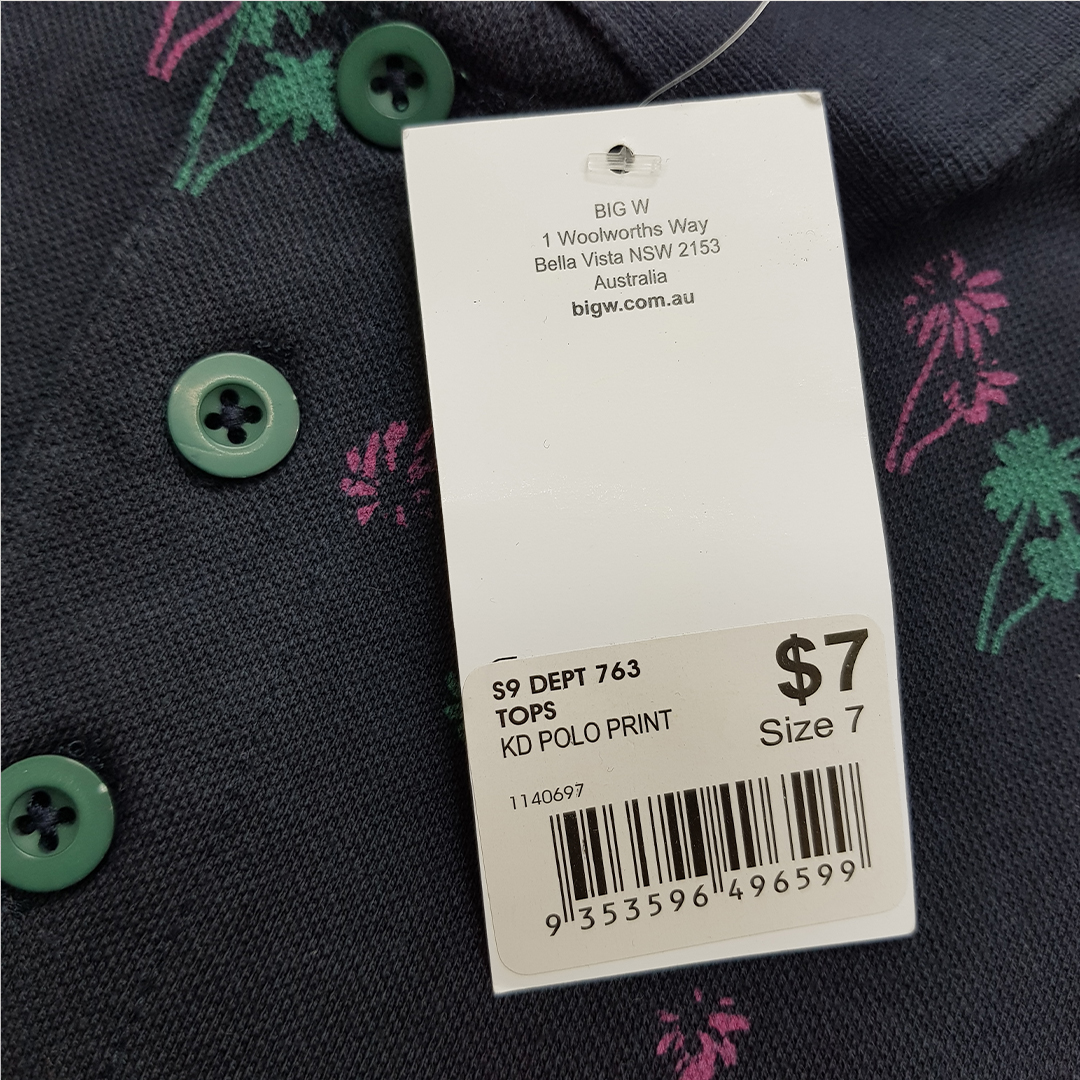 BIG W
1 Woolworths Way
Bella Vista NSW 2153
Australia
bigw.com.au
S9 DEPT 763
TOPS
KD POLO PRINT
$7
Size 7
1140697
9 353596 496599